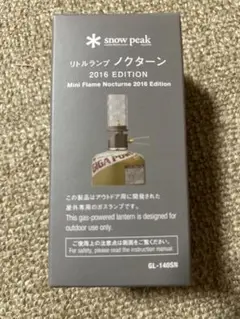 snow peak
リトルランプ ノクターン
2016 EDITION
Mini Flame Nocturne 2016 Edition
GIGA PO
この製品はアウトドア用に開発された
屋外専用のガスランプです。
This gas-powered lantern is designed for
outdoor use only.
ご使用上の注意点は裏面をご覧ください。
For safety, please read the instruction manual.
GL-140SN